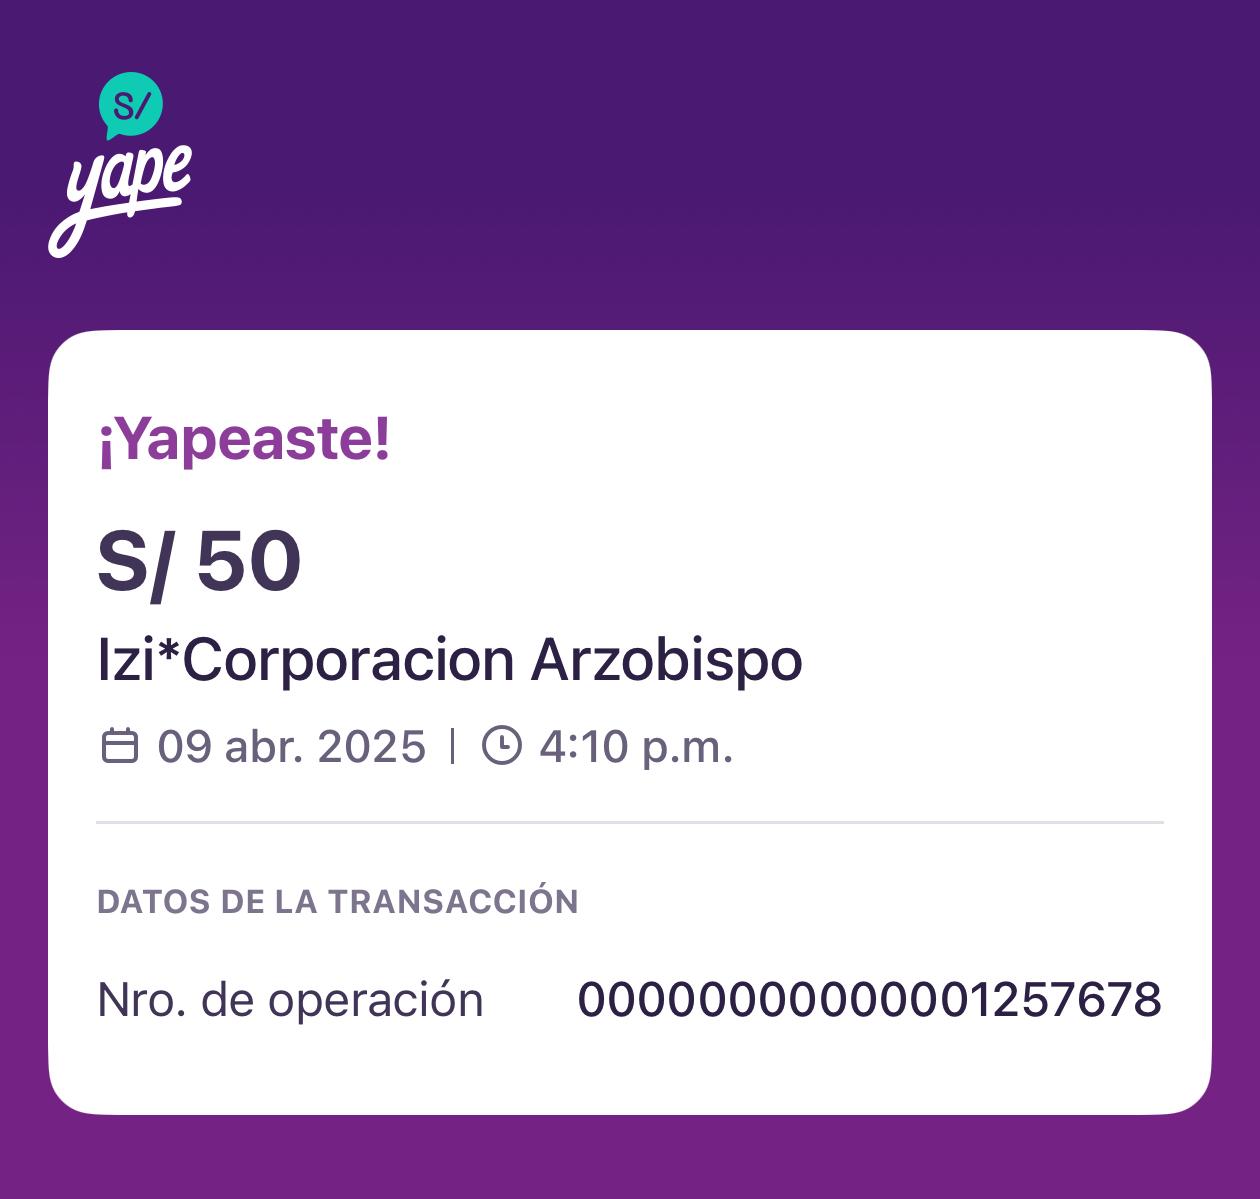 S/
yape
¡Yapeaste!
S/ 50
Izi*Corporacion Arzobispo
09 abr. 2025 | 4:10 p.m.
DATOS DE LA TRANSACCIÓN
Nro. de operación 00000000000001257678